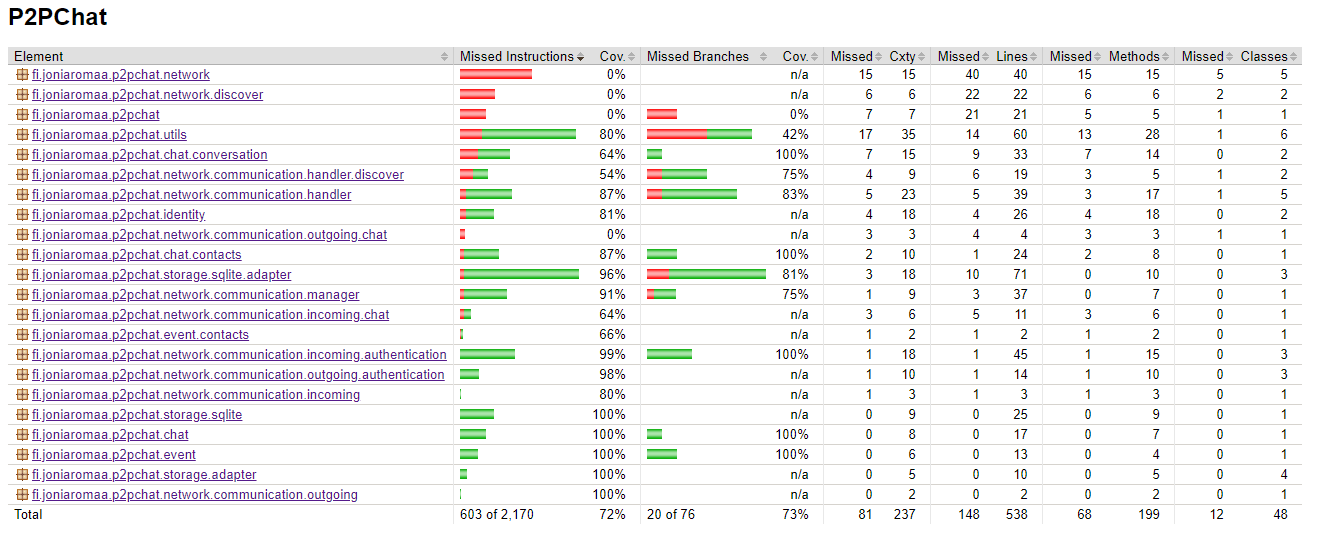 P2PChat
Element Missed Instructions Cov. Missed Branches Cov. Missed Cxty Missed Lines Missed Methods Missed Classes
fi.joniaromaa.p2pchat.network 0% n/a 15 15 40 40 15 15 5 5
fi.joniaromaa.p2pchat.network.discover 0% n/a 6 6 22 22 6 6 2 2
fi.joniaromaa.p2pchat 0% 0% 7 7 21 21 5 5 1 1
fi.joniaromaa.p2pchat.utils 80% 42% 17 35 14 60 13 28 1 6
fi.joniaromaa.p2pchat.chat.conversation 64% 100% 7 15 9 33 7 14 0 2
fi.joniaromaa.p2pchat.network.communication.handler.discover 54% 75% 4 9 6 19 3 5 1 2
fi.joniaromaa.p2pchat.network.communication.handler 87% 83% 5 23 5 39 3 17 1 5
fi.joniaromaa.p2pchat.identity 81% n/a 4 18 4 26 4 18 0 2
fi.joniaromaa.p2pchat.network.communication.outgoing.chat 0% n/a 3 3 4 4 3 3 1 1
fi.joniaromaa.p2pchat.chat.contacts 87% 100% 2 10 1 24 2 8 0 1
fi.joniaromaa.p2pchat.storage.sqlite.adapter 96% 81% 3 18 10 71 0 10 0 3
fi.joniaromaa.p2pchat.network.communication.manager 91% 75% 1 9 3 37 0 7 0 1
fi.joniaromaa.p2pchat.network.communication.incoming.chat 64% n/a 3 6 5 11 3 6 0 1
fi.joniaromaa.p2pchat.event.contacts 66% n/a 1 2 1 2 1 2 0 1
fi.joniaromaa.p2pchat.network.communication.incoming.authentication 99% 100% 1 18 1 45 1 15 0 3
fi.joniaromaa.p2pchat.network.communication.outgoing.authentication 98% n/a 1 10 1 14 1 10 0 3
fi.joniaromaa.p2pchat.network.communication.incoming 80% n/a 1 3 1 3 1 3 0 1
fi.joniaromaa.p2pchat.storage.sqlite 100% n/a 0 9 0 25 0 9 0 1
fi.joniaromaa.p2pchat.chat 100% 100% 0 8 0 17 0 7 0 1
fi.joniaromaa.p2pchat.event 100% 100% 0 6 0 13 0 4 0 1
fi.joniaromaa.p2pchat.storage.adapter 100% n/a 0 5 0 10 0 5 0 4
fi.joniaromaa.p2pchat.network.communication.outgoing 100% n/a 0 2 0 2 0 2 0 1
Total 603 of 2,170 72% 20 of 76 73% 81 237 148 538 68 199 12 48